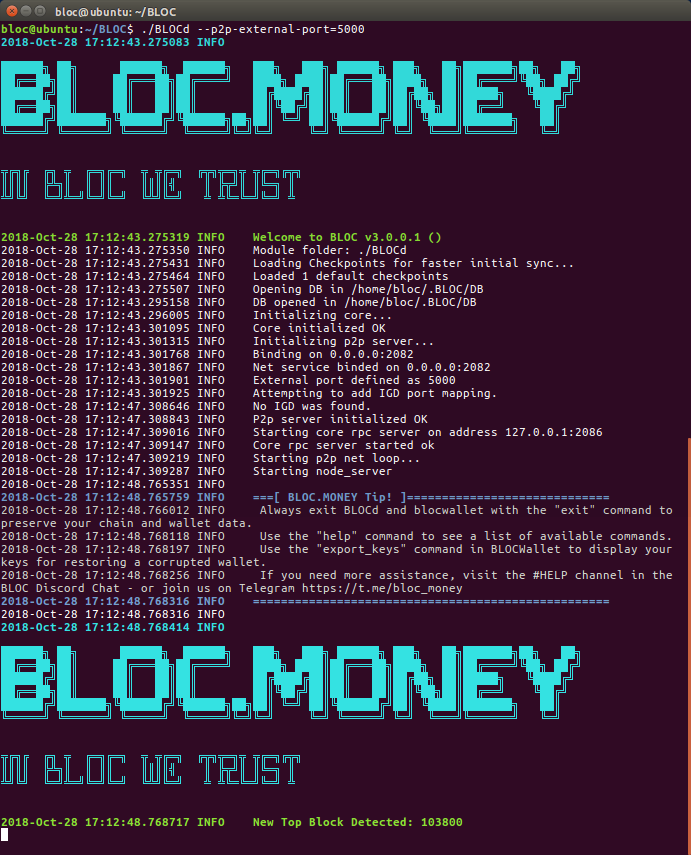 bloc@ubuntu: ~/BLOC
bloc@ubuntu:~/BLOC$ ./BLOCd --p2p-external-port=5000
2018-Oct-28 17:12:43.275083 INFO
BLOC.MONEY
IN BLOC WE TRUST
2018-Oct-28 17:12:43.275319 INFO    Welcome to BLOC v3.0.0.1 ()
2018-Oct-28 17:12:43.275350 INFO    Module folder: ./BLOCd
2018-Oct-28 17:12:43.275431 INFO    Loading Checkpoints for faster initial sync...
2018-Oct-28 17:12:43.275464 INFO    Loaded 1 default checkpoints
2018-Oct-28 17:12:43.275507 INFO    Opening DB in /home/bloc/.BLOC/DB
2018-Oct-28 17:12:43.295158 INFO    DB opened in /home/bloc/.BLOC/DB
2018-Oct-28 17:12:43.296005 INFO    Initializing core...
2018-Oct-28 17:12:43.301095 INFO    Core initialized OK
2018-Oct-28 17:12:43.301315 INFO    Initializing p2p server...
2018-Oct-28 17:12:43.301768 INFO    Binding on 0.0.0.0:2082
2018-Oct-28 17:12:43.301867 INFO    Net service binded on 0.0.0.0:2082
2018-Oct-28 17:12:43.301901 INFO    External port defined as 5000
2018-Oct-28 17:12:43.301925 INFO    Attempting to add IGD port mapping.
2018-Oct-28 17:12:47.308646 INFO    No IGD was found.
2018-Oct-28 17:12:47.308843 INFO    P2p server initialized OK
2018-Oct-28 17:12:47.309016 INFO    Starting core rpc server on address 127.0.0.1:2086
2018-Oct-28 17:12:47.309147 INFO    Core rpc server started ok
2018-Oct-28 17:12:47.309219 INFO    Starting p2p net loop...
2018-Oct-28 17:12:47.309287 INFO    Starting node_server
2018-Oct-28 17:12:48.765351 INFO
2018-Oct-28 17:12:48.765759 INFO    ===[ BLOC.MONEY Tip! ]=============================
2018-Oct-28 17:12:48.766012 INFO     Always exit BLOCd and blocwallet with the "exit" command to
preserve your chain and wallet data.
2018-Oct-28 17:12:48.768118 INFO     Use the "help" command to see a list of available commands.
2018-Oct-28 17:12:48.768197 INFO     Use the "export_keys" command in BLOCWallet to display your
keys for restoring a corrupted wallet.
2018-Oct-28 17:12:48.768256 INFO     If you need more assistance, visit the #HELP channel in the
BLOC Discord Chat - or join us on Telegram https://t.me/bloc_money
2018-Oct-28 17:12:48.768316 INFO    ===================================================
2018-Oct-28 17:12:48.768316 INFO
2018-Oct-28 17:12:48.768414 INFO
BLOC.MONEY
IN BLOC WE TRUST
2018-Oct-28 17:12:48.768717 INFO    New Top Block Detected: 103800